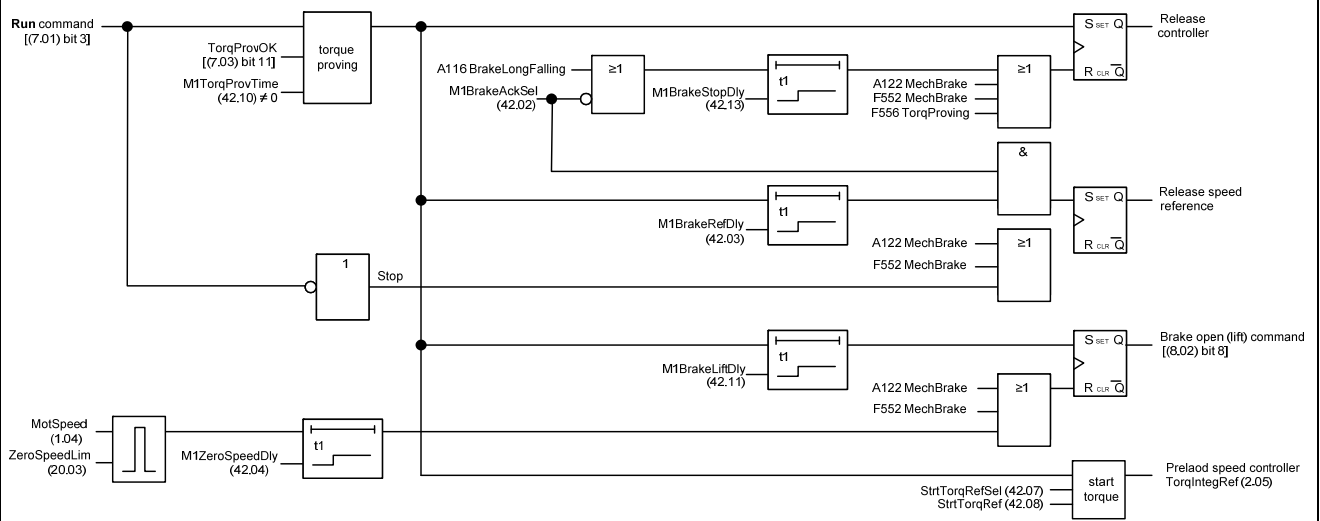 Run command
[(7.01) bit 3]
TorqProvOK
[(7.03) bit 11]
M1TorqProvTime
(42.10) ≠ 0
torque
proving
A116 BrakeLongFalling
M1BrakeAckSel
(42.02)
≥1
M1BrakeStopDly
(42.13)
t1
A122 MechBrake
F552 MechBrake
F556 TorqProving
≥1
S SET Q
R CLR Q̅
Release
controller
&
M1BrakeRefDly
(42.03)
t1
S SET Q
R CLR Q̅
Release speed
reference
1
Stop
A122 MechBrake
F552 MechBrake
≥1
M1BrakeLiftDly
(42.11)
t1
S SET Q
R CLR Q̅
Brake open (lift) command
[(8.02) bit 8]
A122 MechBrake
F552 MechBrake
≥1
MotSpeed
(1.04)
ZeroSpeedLim
(20.03)
M1ZeroSpeedDly
(42.04)
t1
StrtTorqRefSel (42.07)
StrtTorqRef (42.08)
start
torque
Prelaod speed controller
TorqIntegRef (2.05)